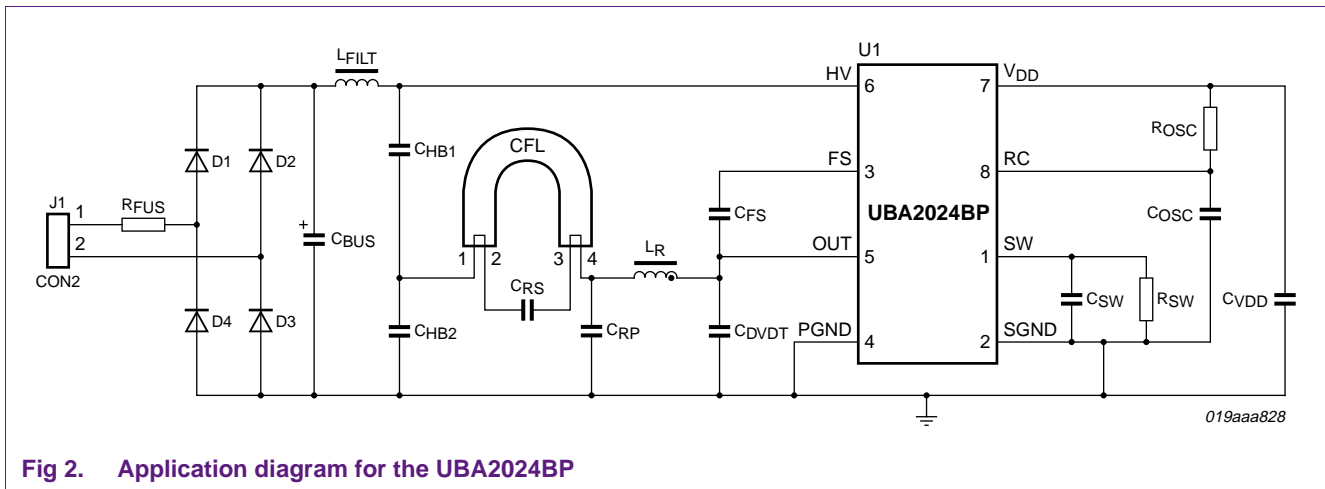 U1
LFILT
HV
6
7
VDD
D1
D2
CHB1
CFL
FS
3
8
RC
ROSC
J1
1
RFUS
UBA2024BP
CFS
COSC
2
+
CBUS
LR
OUT
5
1
SW
CON2
1
2
3
4
CRS
D4
D3
CHB2
CRP
CDVDT
CSW
RSW
CVDD
PGND
4
2
SGND
019aaa828
Fig 2. Application diagram for the UBA2024BP